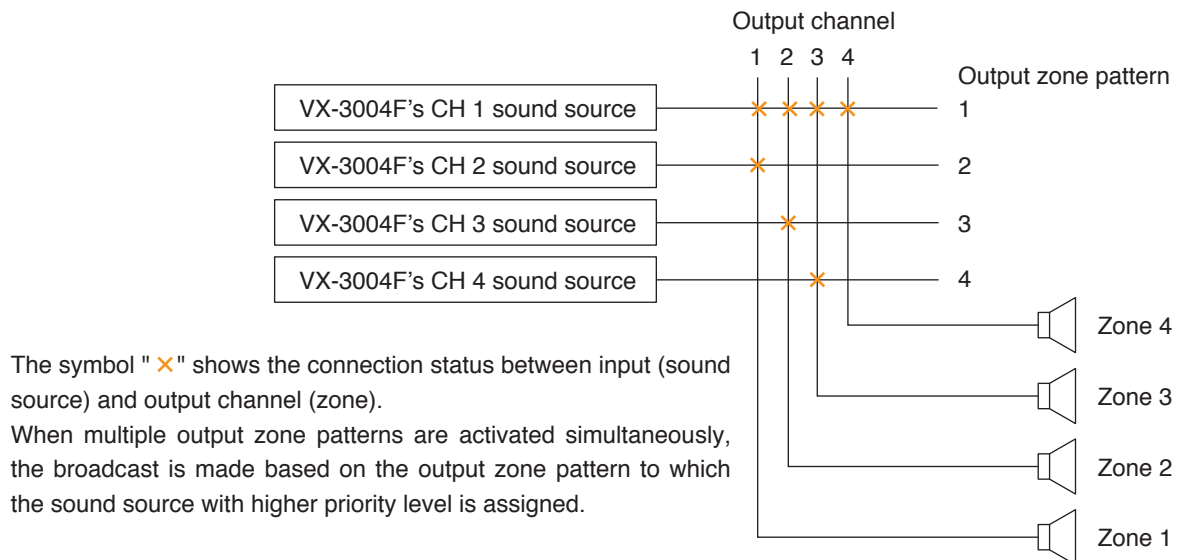 Output channel
1 2 3 4
Output zone pattern
VX-3004F's CH 1 sound source
1
VX-3004F's CH 2 sound source
2
VX-3004F's CH 3 sound source
3
VX-3004F's CH 4 sound source
4
Zone 4
The symbol " × " shows the connection status between input (sound
source) and output channel (zone).
Zone 3
When multiple output zone patterns are activated simultaneously,
the broadcast is made based on the output zone pattern to which
Zone 2
the sound source with higher priority level is assigned.
Zone 1